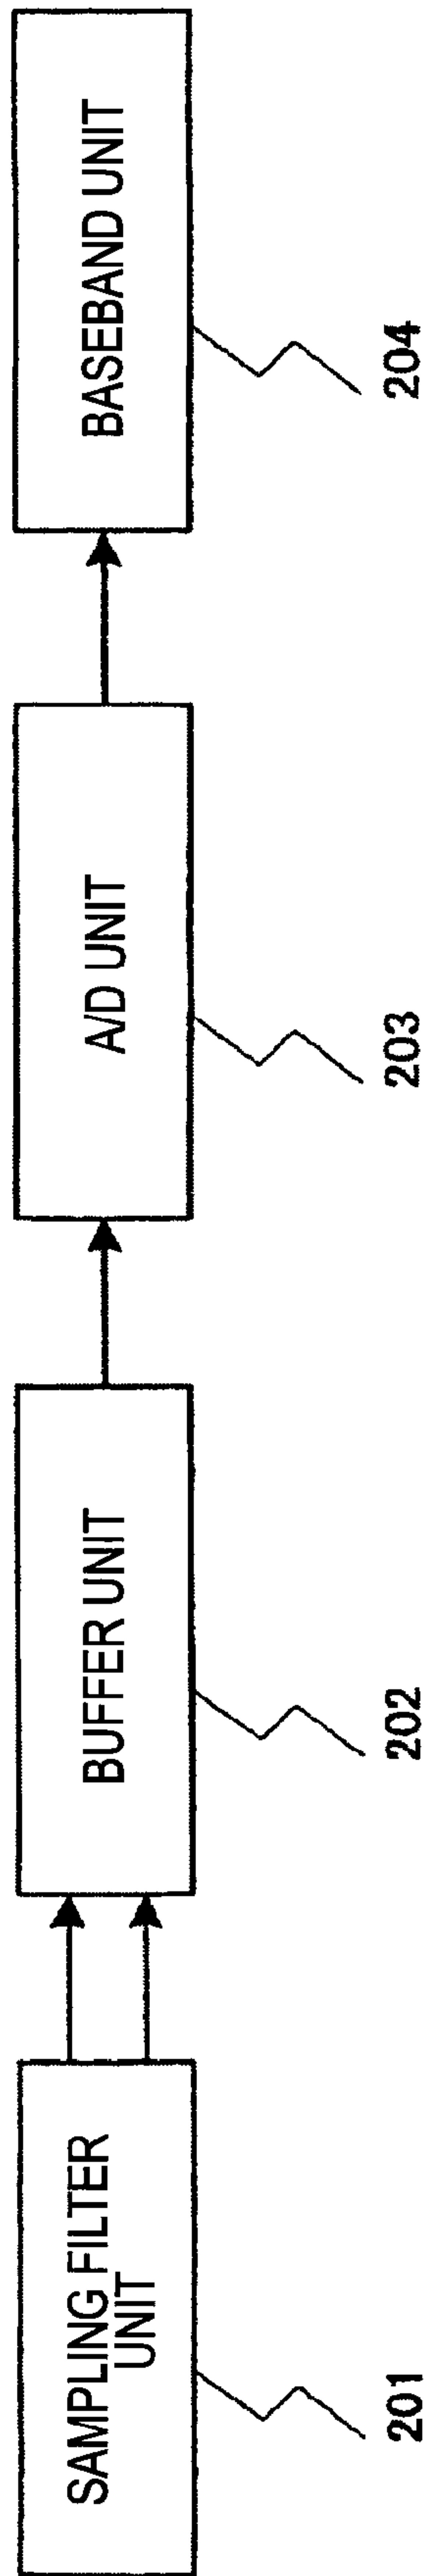 SAMPLING FILTER
UNIT
201
BUFFER UNIT
202
A/D UNIT
203
BASEBAND UNIT
204